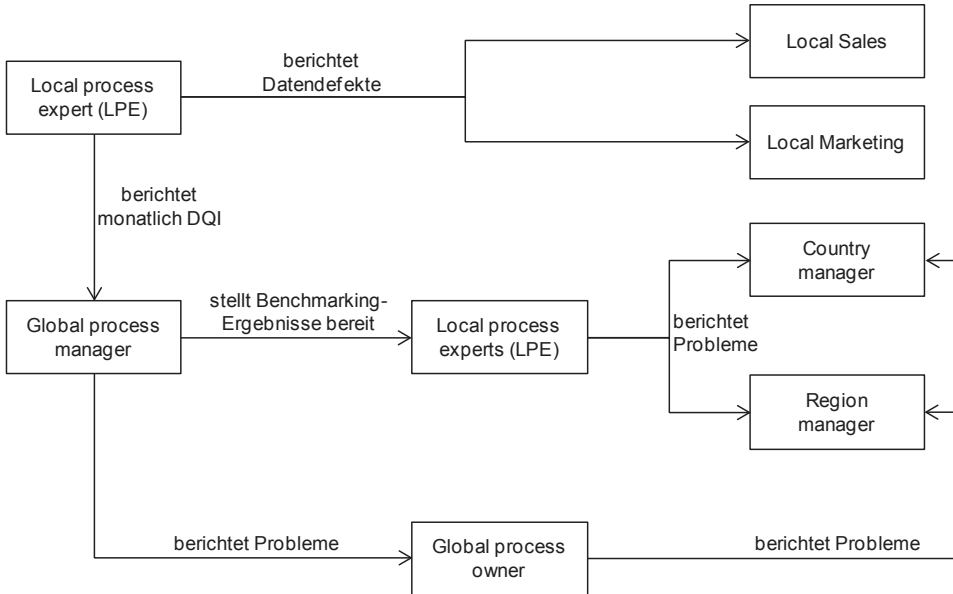 Local Sales
berichtet
Datendefekte
Local process
expert (LPE)
Local Marketing
berichtet
monatlich DQI
Country
manager
stellt Benchmarking-
Ergebnisse bereit
Global process
manager
Local process
experts (LPE)
berichtet
Probleme
Region
manager
berichtet Probleme
Global process
owner
berichtet Probleme